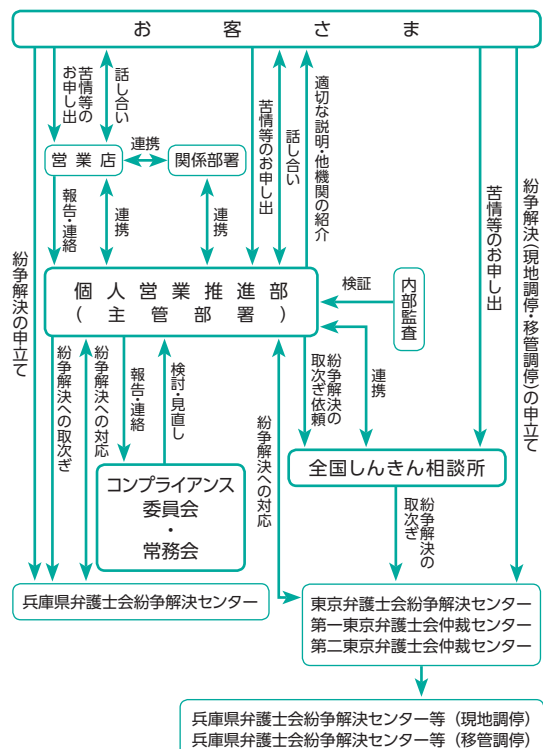 お客さま
苦情等の
お申し出
話し合い
苦情等のお申し出
話し合い
適切な説明・他機関の紹介
営業店
連携
関係部署
報告・連絡
連携
連携
苦情等のお申し出
紛争解決(現地調停・移管調停)の申立て
紛争解決の申立て
個人営業推進部
(主管部署)
検証
内部監査
紛争解決への取次ぎ
紛争解決への対応
報告・連絡
検討・見直し
紛争解決への対応
紛争解決の
取次ぎ依頼
連携
コンプライアンス
委員会
・
常務会
全国しんきん相談所
紛争解決の
取次ぎ
兵庫県弁護士会紛争解決センター
東京弁護士会紛争解決センター
第一東京弁護士会仲裁センター
第二東京弁護士会仲裁センター
兵庫県弁護士会紛争解決センター等（現地調停）
兵庫県弁護士会紛争解決センター等（移管調停）